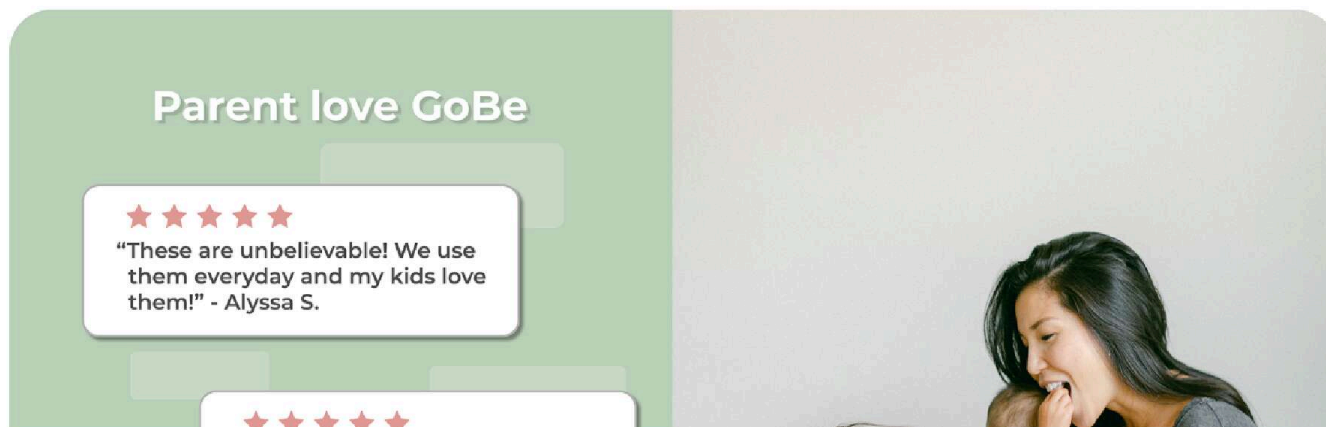 Parent love GoBe
“These are unbelievable! We use
them everyday and my kids love
them!” - Alyssa S.